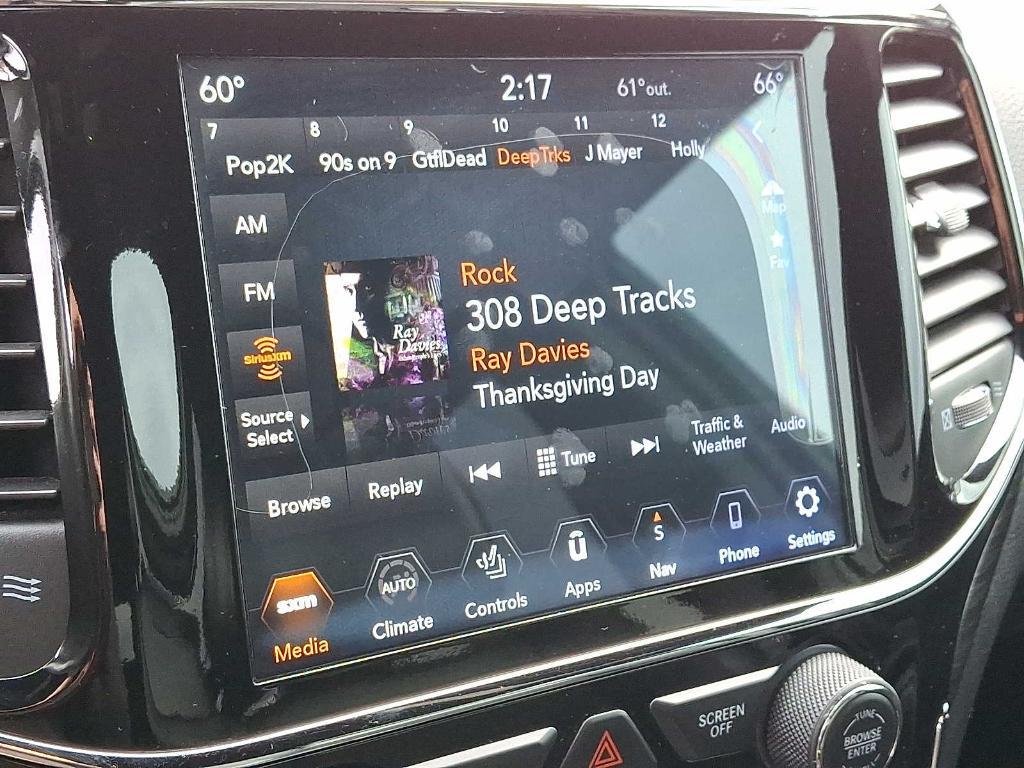 60° 2:17 61°out. 66°
7 8 9 10 11 12
Pop2K 90s on 9 GtflDead DeepTrks J Mayer Holly
AM
Map
Fav
FM
Rock
308 Deep Tracks
Ray
Davies
SiriusXM
Ray Davies
Thanksgiving Day
Source
Select
Browse Replay Tune Traffic &
Weather
Audio
sxm AUTO u S
Media Climate Controls Apps Nav Phone Settings
SCREEN
OFF
TUNE
BROWSE
ENTER